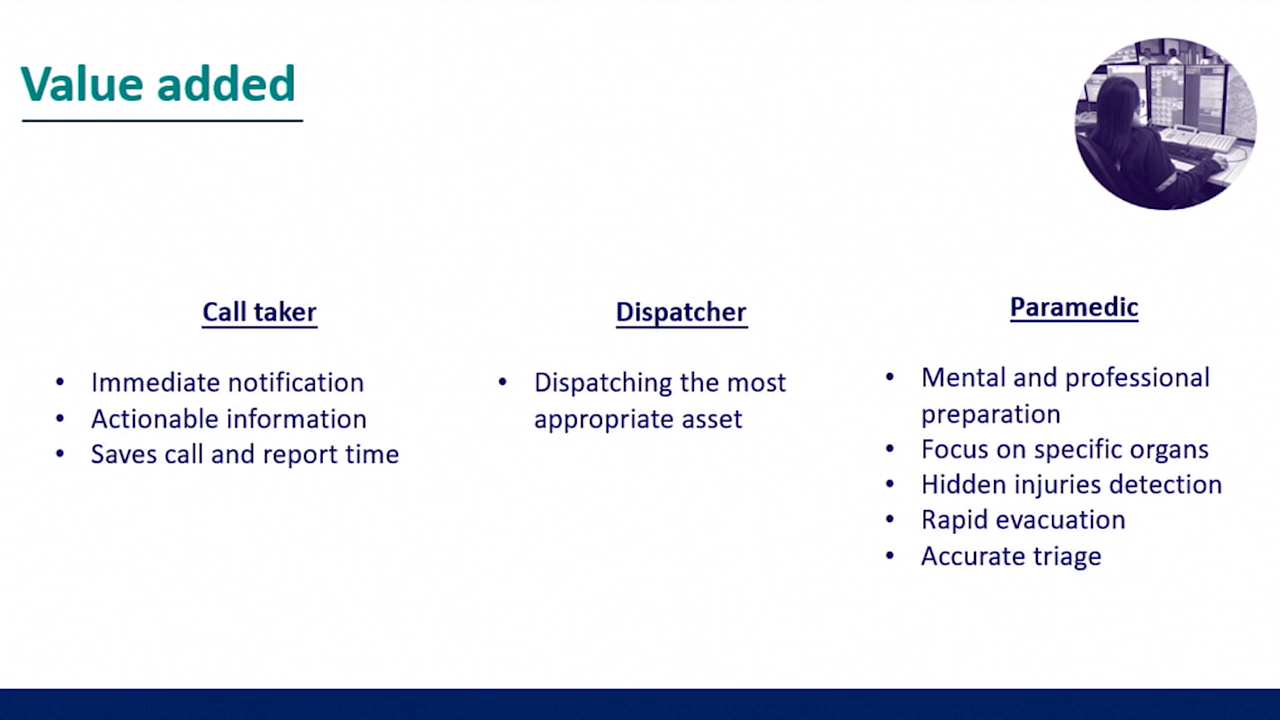 Value added
Call taker
Immediate notification
Actionable information
Saves call and report time
Dispatcher
Dispatching the most
appropriate asset
Paramedic
Mental and professional
preparation
Focus on specific organs
Hidden injuries detection
Rapid evacuation
Accurate triage